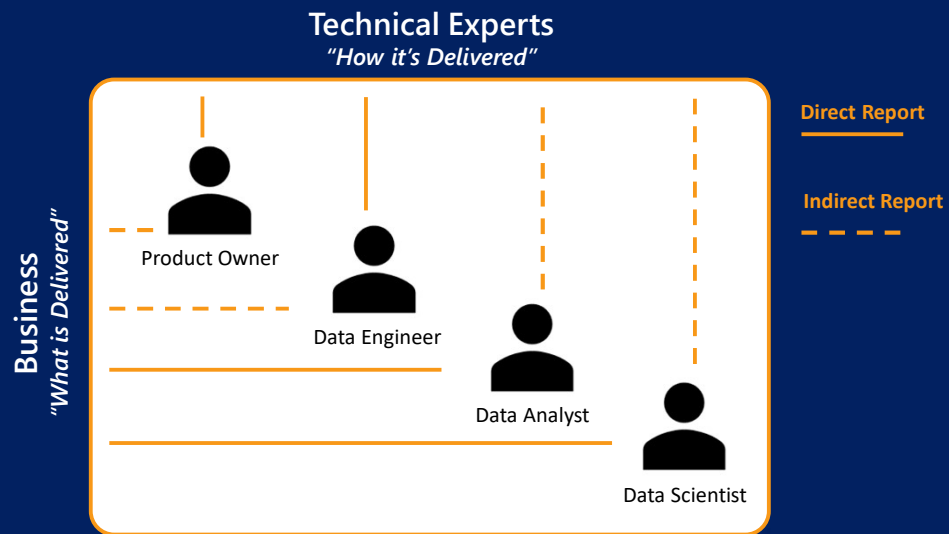 Technical Experts
“How it’s Delivered”
Direct Report
Indirect Report
Business
“What is Delivered”
Product Owner
Data Engineer
Data Analyst
Data Scientist